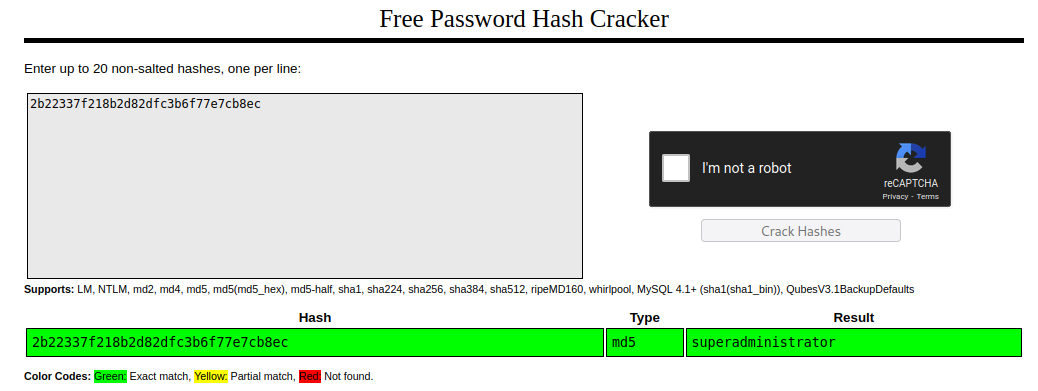 Free Password Hash Cracker
Enter up to 20 non-salted hashes, one per line:
2b22337f218b2d82dfc3b6f77e7cb8ec
I'm not a robot
reCAPTCHA
Privacy - Terms
Crack Hashes
Supports: LM, NTLM, md2, md4, md5, md5(md5_hex), md5-half, sha1, sha224, sha256, sha384, sha512, ripeMD160, whirlpool, MySQL 4.1+ (sha1(sha1_bin)), QubesV3.1BackupDefaults
Hash Type Result
2b22337f218b2d82dfc3b6f77e7cb8ec md5 superadministrator
Color Codes: Green: Exact match, Yellow: Partial match, Red: Not found.